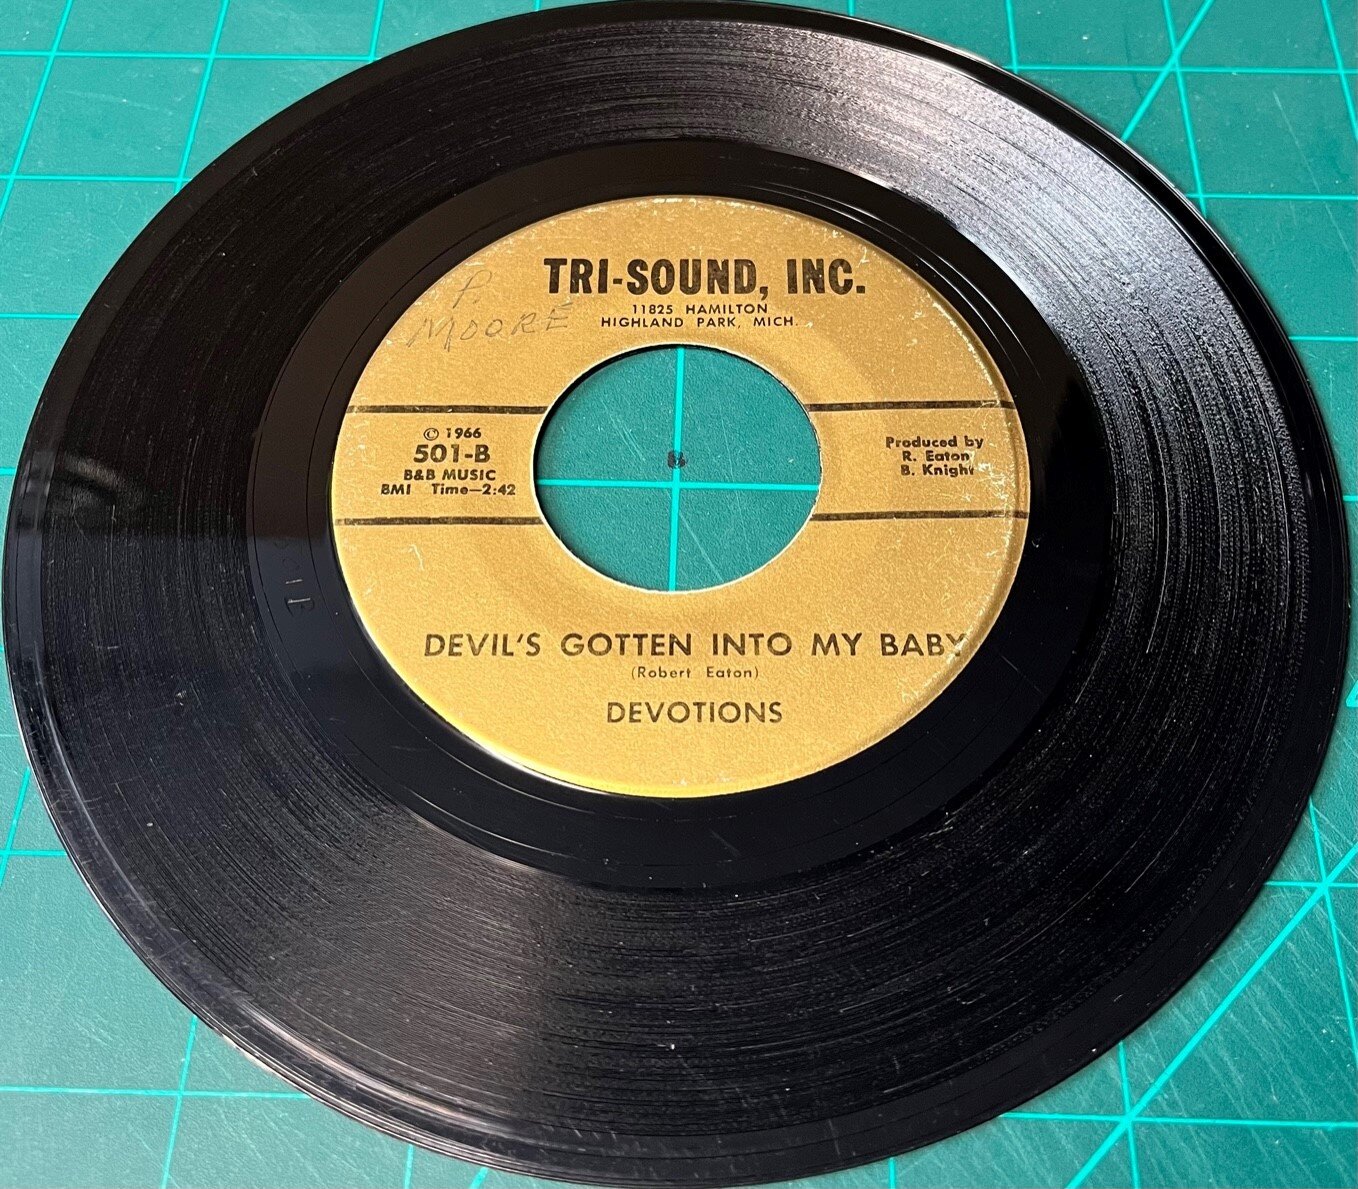 TRI-SOUND, INC.
11825 HAMILTON
HIGHLAND PARK, MICH.
P.
MOORE
© 1966
501-B
B&B MUSIC
BMI Time—2:42
Produced by
R. Eaton
B. Knight
DEVIL'S GOTTEN INTO MY BABY
(Robert Eaton)
DEVOTIONS